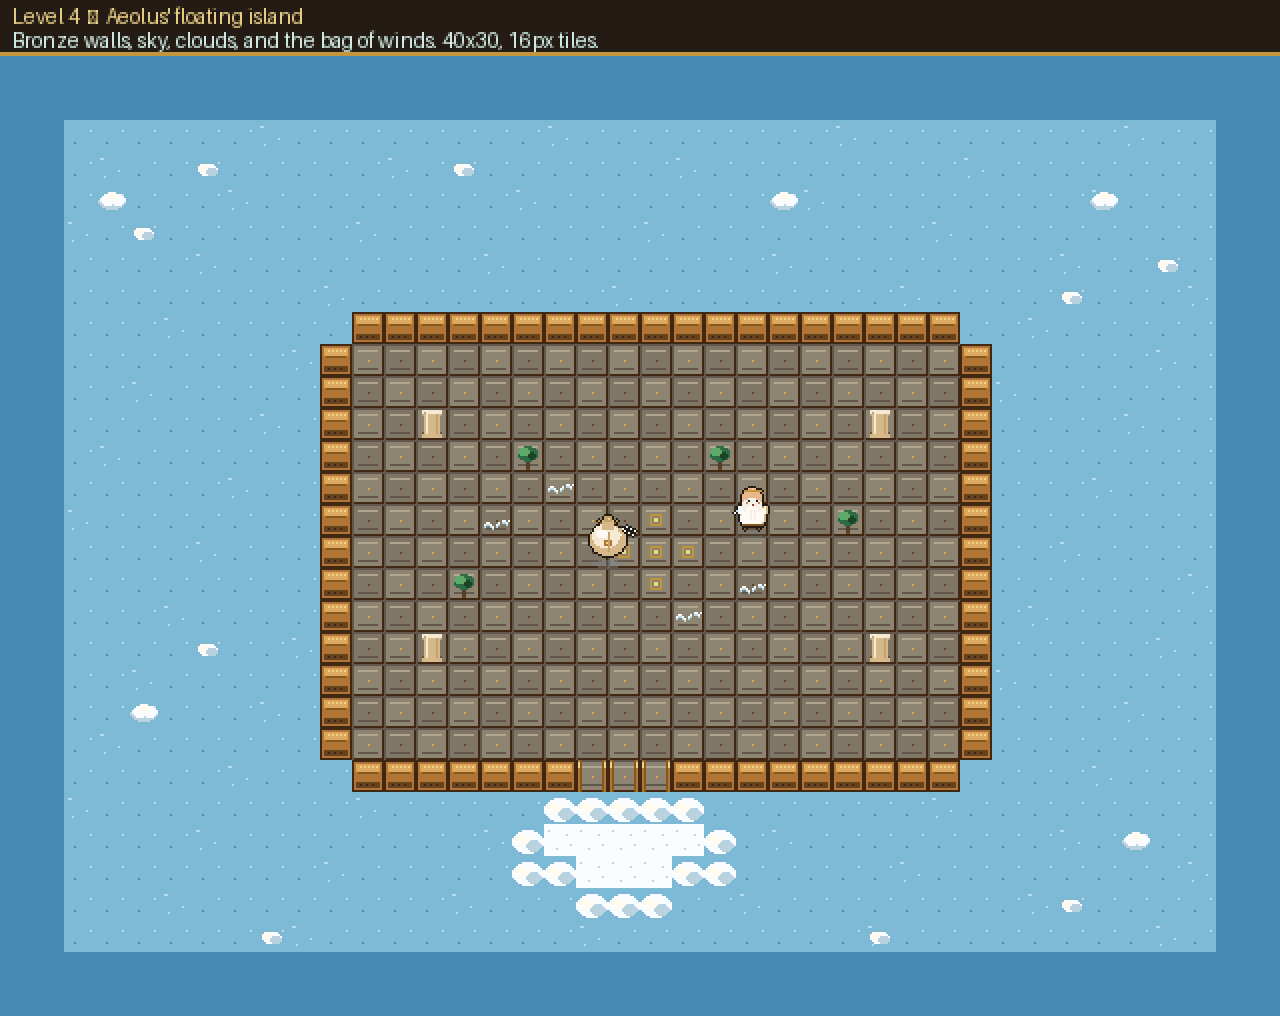 Level 4 ▯ Aeolus' floating island
Bronze walls, sky, clouds, and the bag of winds. 40x30, 16px tiles.